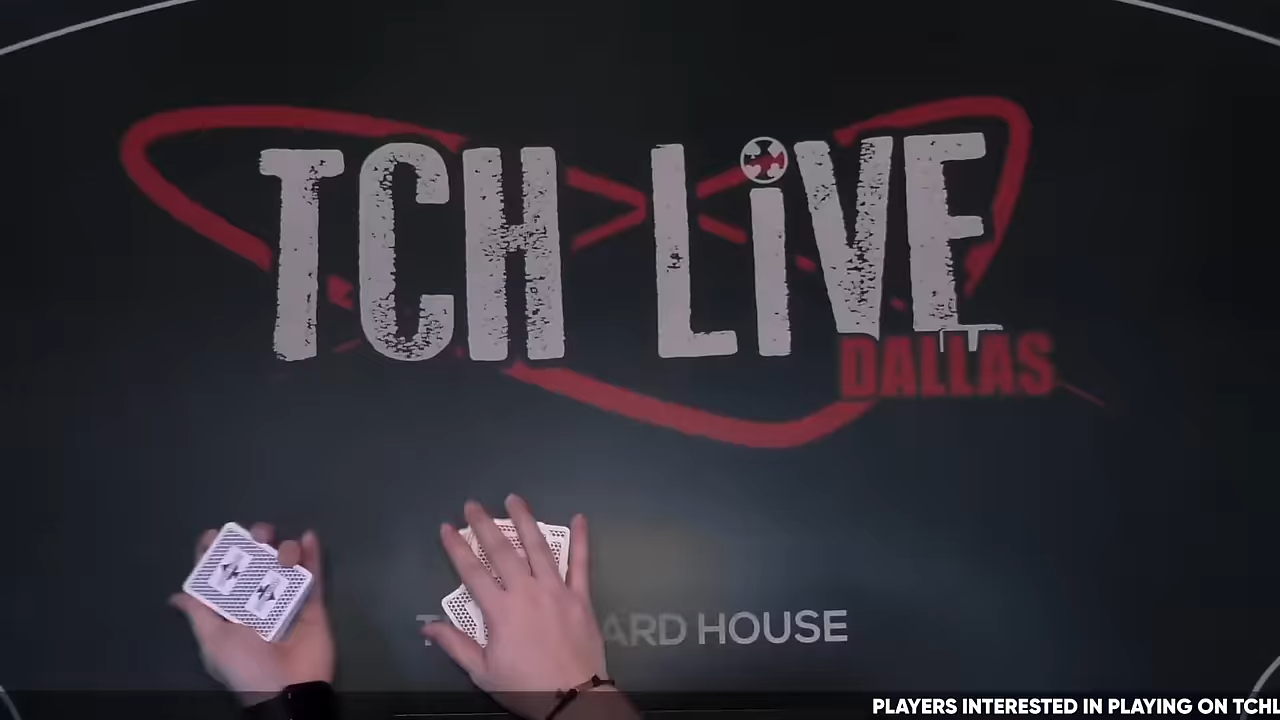 TCH LiVE
DALLAS
ARD HOUSE
PLAYERS INTERESTED IN PLAYING ON TCHL